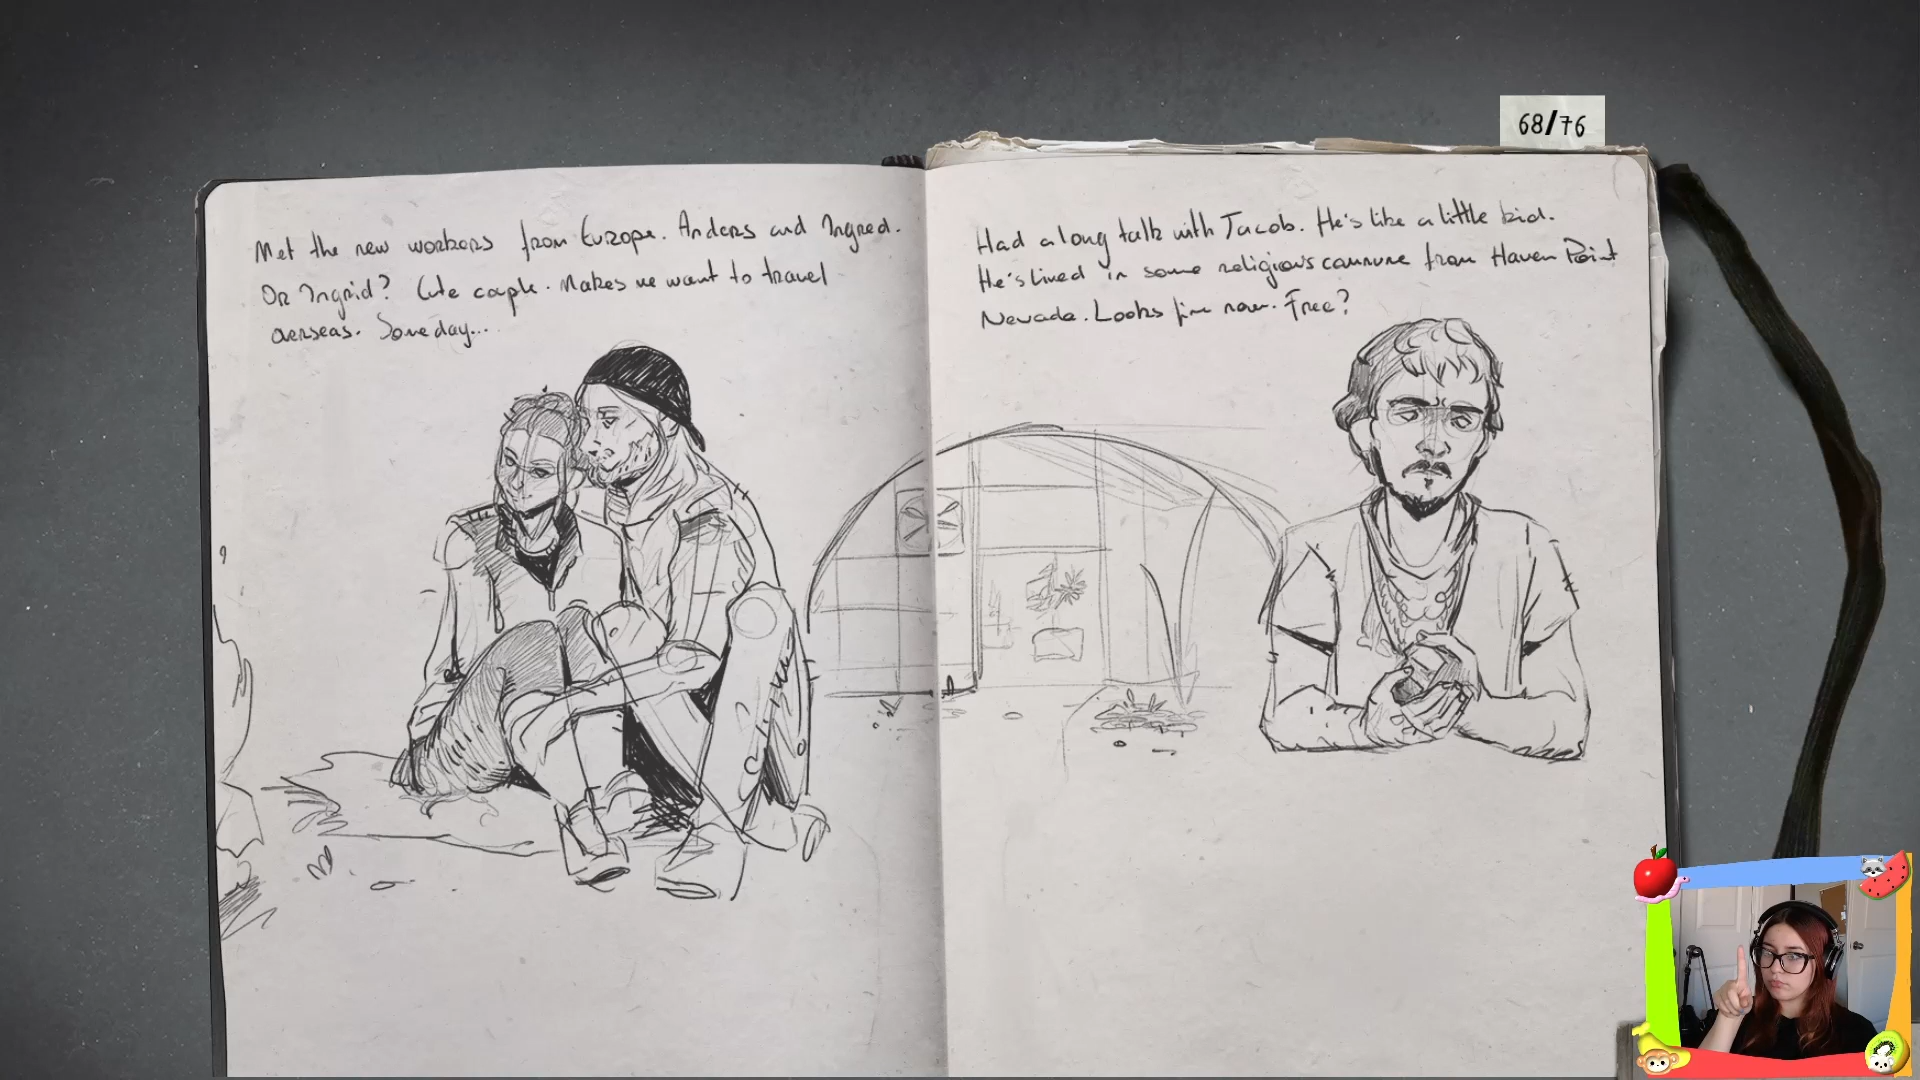 68/76
Met the new workers from Europe. Anders and Ingred.
Or Ingrid? Cute couple. Makes me want to travel
overseas. Someday...
Had a long talk with Jacob. He's like a little kid.
He's lived in some religious commune from Haven Point
Nevada. Looks fine now. Free?